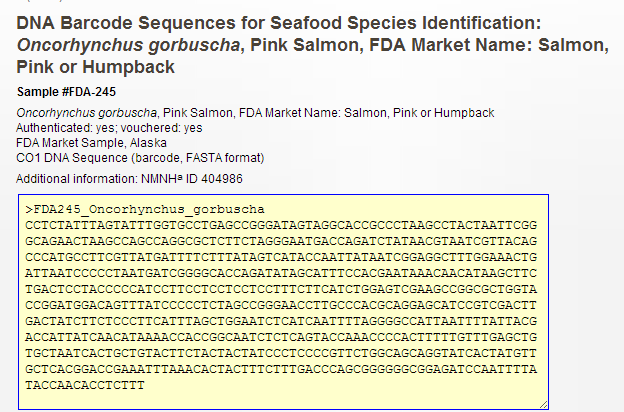 DNA Barcode Sequences for Seafood Species Identification:
Oncorhynchus gorbuscha, Pink Salmon, FDA Market Name: Salmon,
Pink or Humpback
Sample #FDA-245
Oncorhynchus gorbuscha, Pink Salmon, FDA Market Name: Salmon, Pink or Humpback
Authenticated: yes; vouchered: yes
FDA Market Sample, Alaska
CO1 DNA Sequence (barcode, FASTA format)
Additional information: NMNHª ID 404986
>FDA245_Oncorhynchus_gorbuscha
CCTCTATTTAGTATTTGGTGCCTGAGCCGGGATAGTAGGCACCGCCCTAAGCCTACTAATTCGG
GCAGAACTAAGCCAGCCAGGCGCTCTTCTAGGGAATGACCAGATCTATAACGTAATCGTTACAG
CCCATGCCTTCGTTATGATTTTCTTTATAGTCATACCAATTATAATCGGAGGCTTTGGAAACTG
ATTAATCCCCCTAATGATCGGGGCACCAGATATAGCATTTCCACGAATAAACAACATAAGCTTC
TGACTCCTACCCCCATCCTTCCTCCTCCTCCTTTCTTCATCTGGAGTCGAAGCCGGCGCTGGTA
CCGGATGGACAGTTTATCCCCCTCTAGCCGGGAACCTTGCCCACGCAGGAGCATCCGTCGACTT
GACTATCTTCTCCCTTCATTTAGCTGGAATCTCATCAATTTTAGGGGCCATTAATTTTATTACG
ACCATTATCAACATAAAACCACCGGCAATCTCTCAGTACCAAACCCCACTTTTTGTTTGAGCTG
TGCTAATCACTGCTGTACTTCTACTACTATCCCTCCCCGTTCTGGCAGCAGGTATCACTATGTT
GCTCACGGACCGAAATTTAAACACTACTTTCTTTGACCCAGCGGGGGGCGGAGATCCAATTTTA
TACCAACACCTCTTT